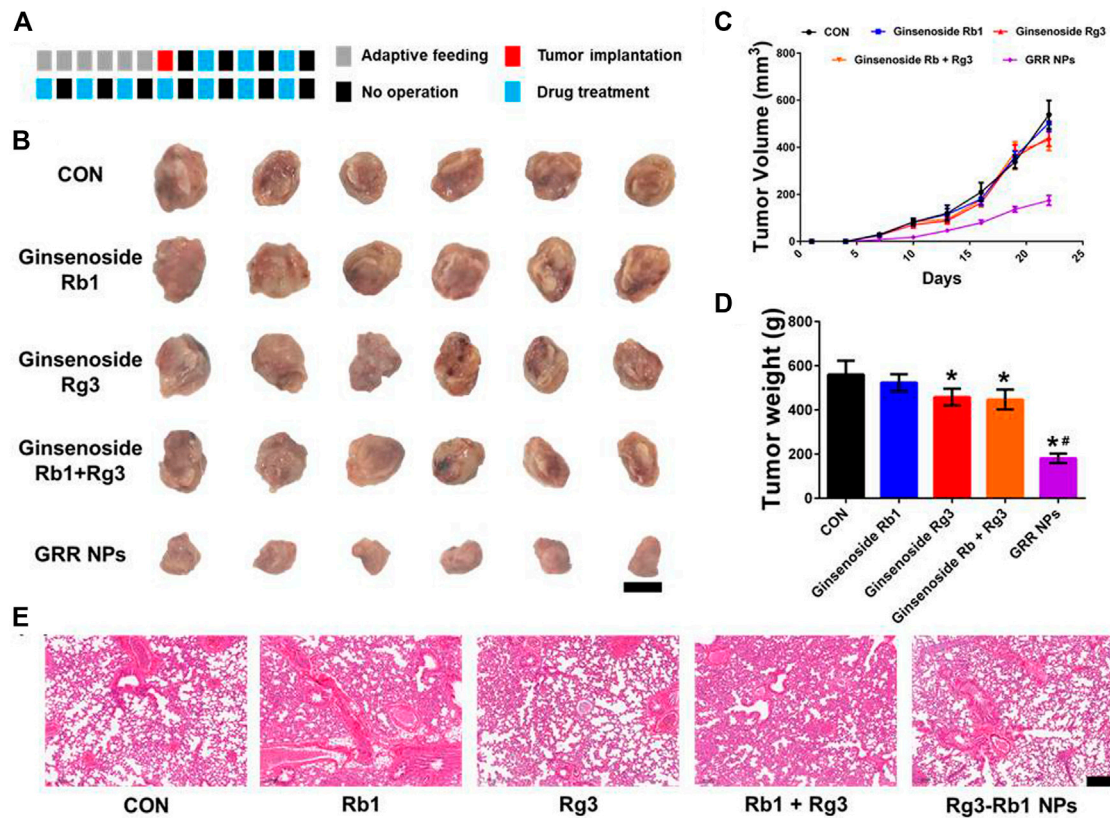 A
Adaptive feeding
Tumor implantation
No operation
Drug treatment
B
CON
Ginsenoside
Rb1
Ginsenoside
Rg3
Ginsenoside
Rb1+Rg3
GRR NPs
C
CON
Ginsenoside Rb1
Ginsenoside Rg3
Ginsenoside Rb + Rg3
GRR NPs
Tumor Volume (mm3)
800
600
400
200
0
0
5
10
15
20
25
Days
D
Tumor weight (g)
800
600
400
200
0
*
*
*#
CON
Ginsenoside Rb1
Ginsenoside Rg3
Ginsenoside Rb + Rg3
GRR NPs
E
CON
Rb1
Rg3
Rb1 + Rg3
Rg3-Rb1 NPs